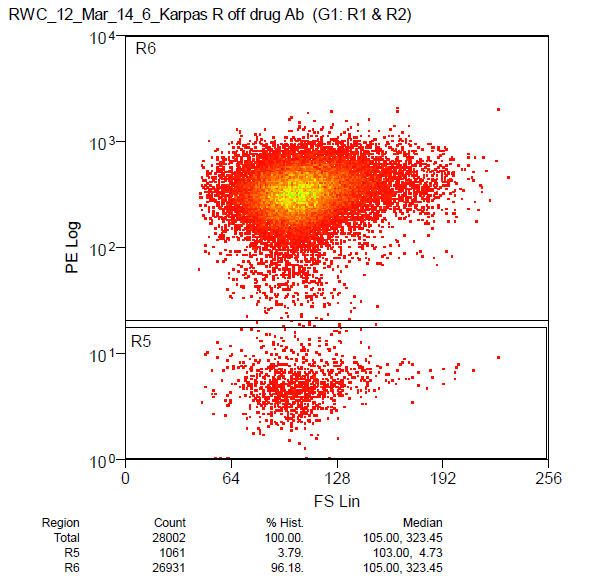 RWC_12_Mar_14_6_Karpas R off drug Ab (G1: R1 & R2)
10⁴
R6
10³
PE Log
10²
R5
10¹
10⁰
0 64 128 192 256
FS Lin
Region Count % Hist. Median
Total 28002 100.00. 105.00, 323.45
R5 1061 3.79. 103.00, 4.73
R6 26931 96.18. 105.00, 323.45